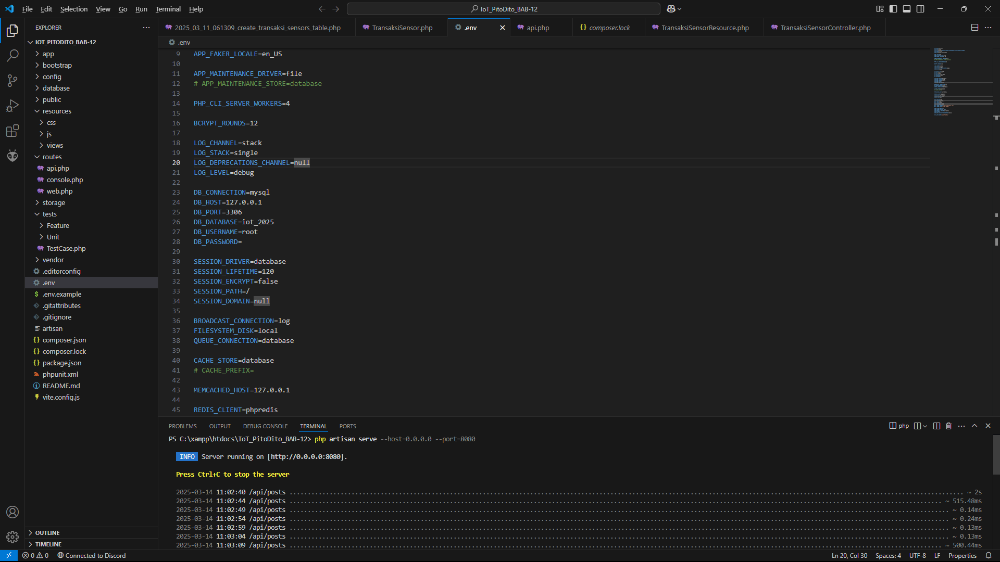 File Edit Selection View Go Run Terminal Help
IoT_PitoDito_BAB-12
EXPLORER
IOT_PITODITO_BAB-12
app
bootstrap
config
database
public
resources
css
js
views
routes
api.php
console.php
web.php
storage
tests
Feature
Unit
TestCase.php
vendor
.editorconfig
.env
.env.example
.gitattributes
.gitignore
artisan
composer.json
composer.lock
package.json
phpunit.xml
README.md
vite.config.js
OUTLINE
TIMELINE
2025_03_11_061309_create_transaksi_sensors_table.php TransaksiSensor.php .env api.php composer.lock TransaksiSensorResource.php TransaksiSensorController.php
.env
9 APP_FAKER_LOCALE=en_US
10
11 APP_MAINTENANCE_DRIVER=file
12 # APP_MAINTENANCE_STORE=database
13
14 PHP_CLI_SERVER_WORKERS=4
15
16 BCRYPT_ROUNDS=12
17
18 LOG_CHANNEL=stack
19 LOG_STACK=single
20 LOG_DEPRECATIONS_CHANNEL=null
21 LOG_LEVEL=debug
22
23 DB_CONNECTION=mysql
24 DB_HOST=127.0.0.1
25 DB_PORT=3306
26 DB_DATABASE=iot_2025
27 DB_USERNAME=root
28 DB_PASSWORD=
29
30 SESSION_DRIVER=database
31 SESSION_LIFETIME=120
32 SESSION_ENCRYPT=false
33 SESSION_PATH=/
34 SESSION_DOMAIN=null
35
36 BROADCAST_CONNECTION=log
37 FILESYSTEM_DISK=local
38 QUEUE_CONNECTION=database
39
40 CACHE_STORE=database
41 # CACHE_PREFIX=
42
43 MEMCACHED_HOST=127.0.0.1
44
45 REDIS_CLIENT=phpredis
PROBLEMS OUTPUT DEBUG CONSOLE TERMINAL PORTS php
PS C:\xampp\htdocs\IoT_PitoDito_BAB-12> php artisan serve --host=0.0.0.0 --port=8080
INFO Server running on [http://0.0.0.0:8080].
Press Ctrl+C to stop the server
2025-03-14 11:02:40 /api/posts ~ 2s
2025-03-14 11:02:44 /api/posts ~ 515.48ms
2025-03-14 11:02:49 /api/posts ~ 0.14ms
2025-03-14 11:02:54 /api/posts ~ 0.24ms
2025-03-14 11:02:59 /api/posts ~ 0.13ms
2025-03-14 11:03:04 /api/posts ~ 0.13ms
2025-03-14 11:03:09 /api/posts ~ 500.44ms
0 0 Connected to Discord Ln 20, Col 30 Spaces: 4 UTF-8 LF Properties